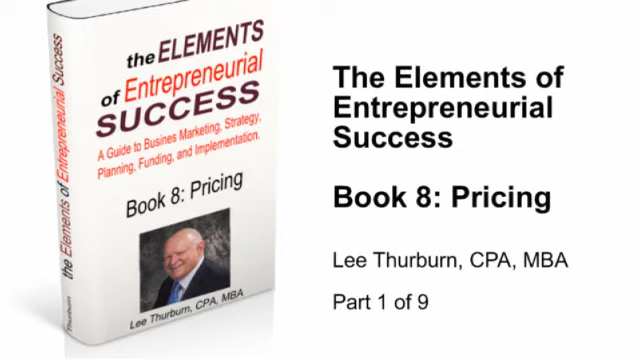 the ELEMENTS
of Entrepreneurial
SUCCESS
A Guide to Busines Marketing, Strategy,
Planning, Funding, and Implementation.
Book 8: Pricing
Lee Thurburn, CPA, MBA
the Elements of Entrepreneurial Success
Thurburn
The Elements of
Entrepreneurial
Success
Book 8: Pricing
Lee Thurburn, CPA, MBA
Part 1 of 9